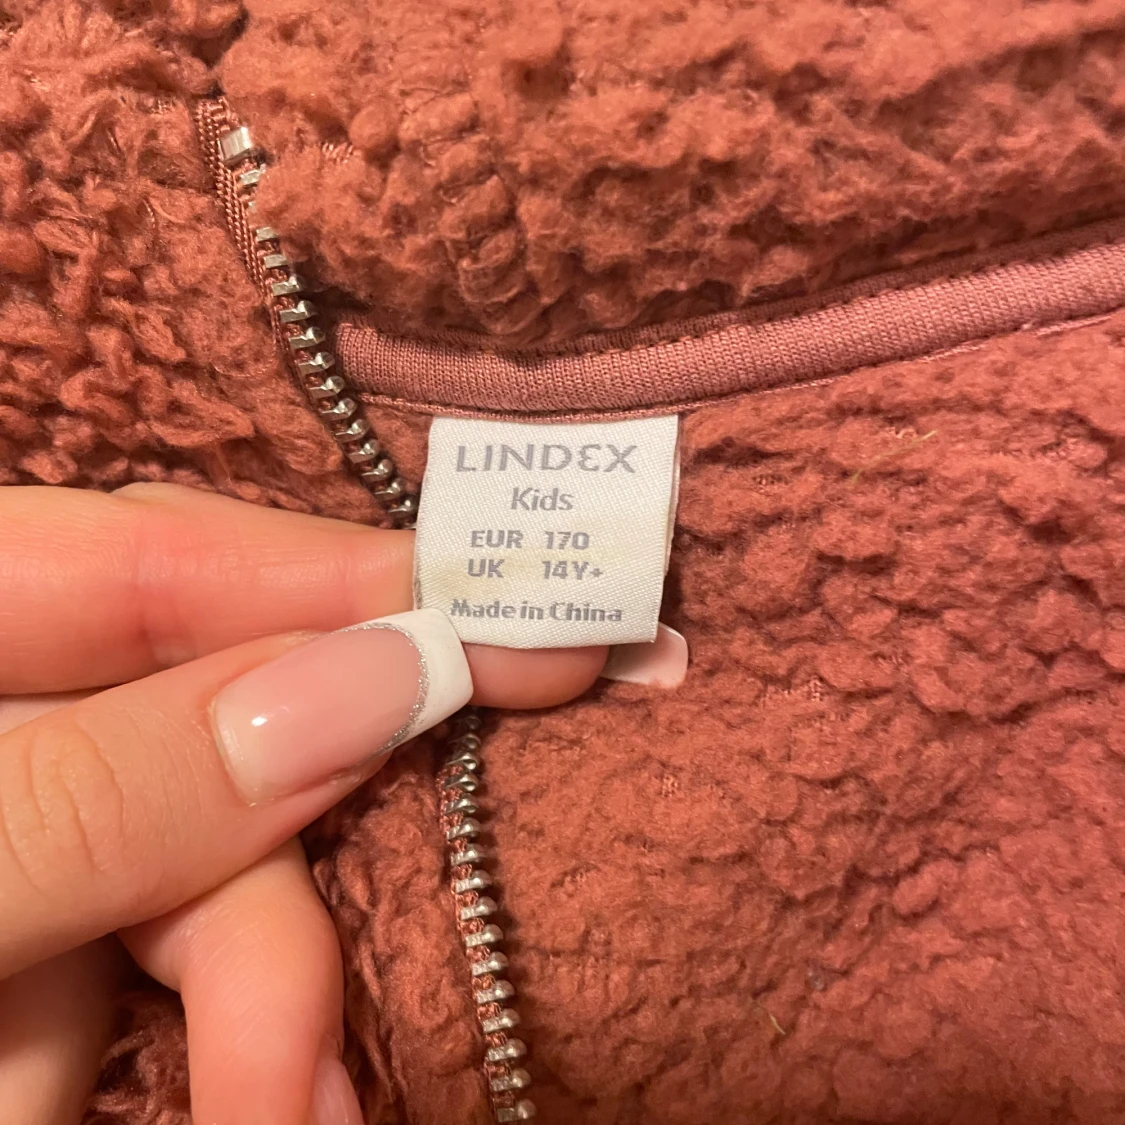 LINDEX
Kids
EUR 170
UK 14Y+
Made in China